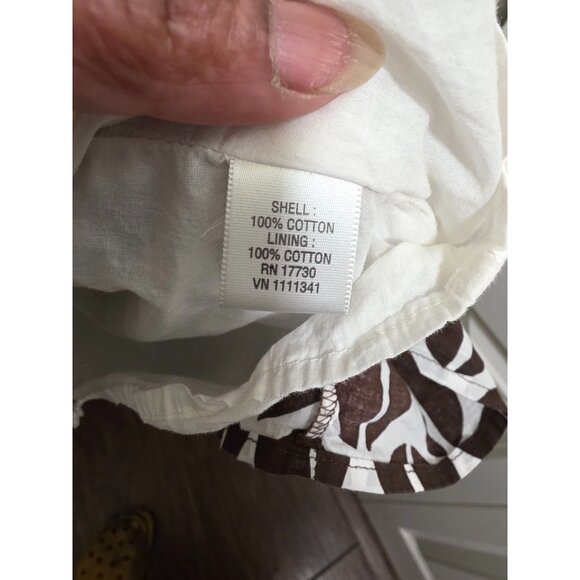 SHELL :
100% COTTON
LINING :
100% COTTON
RN 17730
VN 1111341